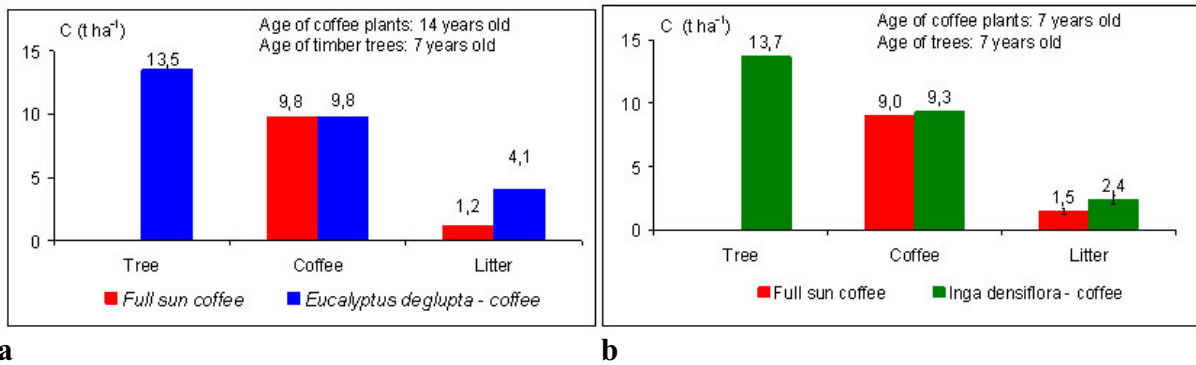 C (t ha⁻¹)
Age of coffee plants: 14 years old
Age of timber trees: 7 years old
15
10
5
0
13,5
9,8
9,8
1,2
4,1
Tree
Coffee
Litter
Full sun coffee
Eucalyptus deglupta - coffee
a
C (t ha⁻¹)
Age of coffee plants: 7 years old
Age of trees: 7 years old
15
10
5
0
13,7
9,0
9,3
1,5
2,4
Tree
Coffee
Litter
Full sun coffee
Inga densiflora - coffee
b